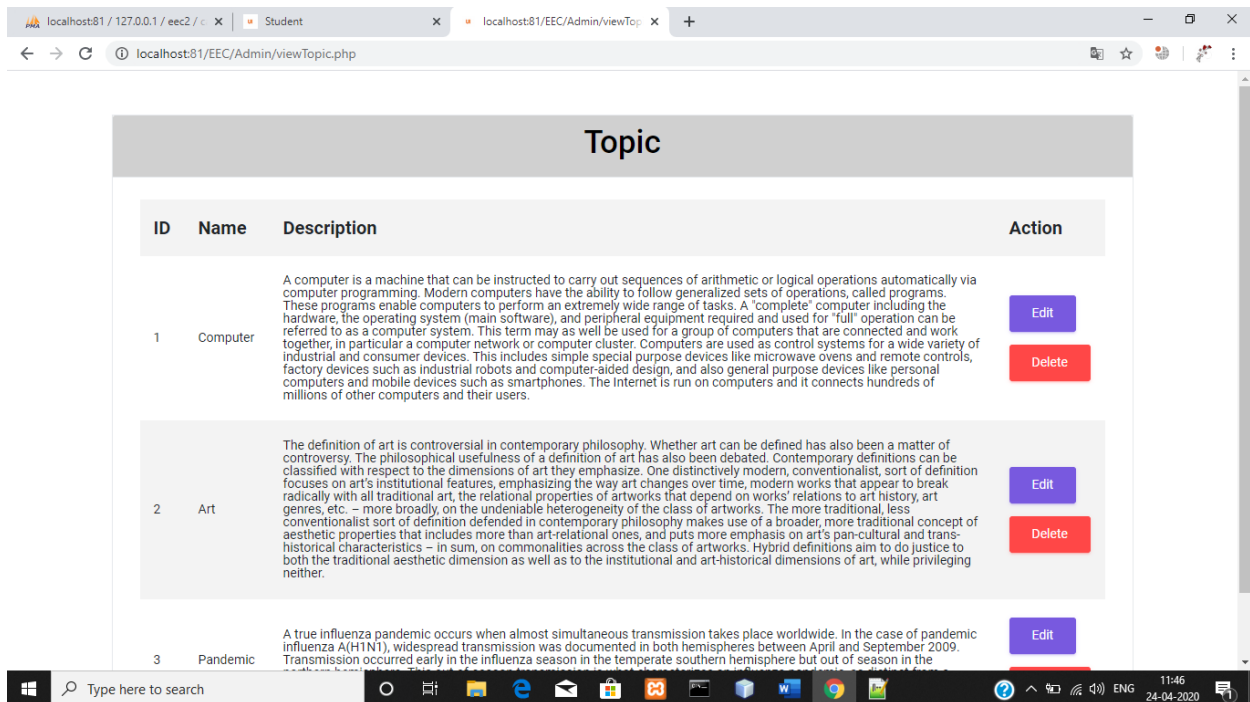 localhost:81 / 127.0.0.1 / eec2 / c
Student
localhost:81/EEC/Admin/viewTop
localhost:81/EEC/Admin/viewTopic.php
Topic
ID Name Description Action
A computer is a machine that can be instructed to carry out sequences of arithmetic or logical operations automatically via
computer programming. Modern computers have the ability to follow generalized sets of operations, called programs.
These programs enable computers to perform an extremely wide range of tasks. A "complete" computer including the
hardware, the operating system (main software), and peripheral equipment required and used for "full" operation can be
referred to as a computer system. This term may as well be used for a group of computers that are connected and work
together, in particular a computer network or computer cluster. Computers are used as control systems for a wide variety of
industrial and consumer devices. This includes simple special purpose devices like microwave ovens and remote controls,
factory devices such as industrial robots and computer-aided design, and also general purpose devices like personal
computers and mobile devices such as smartphones. The Internet is run on computers and it connects hundreds of
millions of other computers and their users.
1 Computer
Edit
Delete
The definition of art is controversial in contemporary philosophy. Whether art can be defined has also been a matter of
controversy. The philosophical usefulness of a definition of art has also been debated. Contemporary definitions can be
classified with respect to the dimensions of art they emphasize. One distinctively modern, conventionalist, sort of definition
focuses on art's institutional features, emphasizing the way art changes over time, modern works that appear to break
radically with all traditional art, the relational properties of artworks that depend on works' relations to art history, art
genres, etc. – more broadly, on the undeniable heterogeneity of the class of artworks. The more traditional, less
conventionalist sort of definition defended in contemporary philosophy makes use of a broader, more traditional concept of
aesthetic properties that includes more than art-relational ones, and puts more emphasis on art's pan-cultural and trans-
historical characteristics – in sum, on commonalities across the class of artworks. Hybrid definitions aim to do justice to
both the traditional aesthetic dimension as well as to the institutional and art-historical dimensions of art, while privileging
neither.
2 Art
Edit
Delete
A true influenza pandemic occurs when almost simultaneous transmission takes place worldwide. In the case of pandemic
influenza A(H1N1), widespread transmission was documented in both hemispheres between April and September 2009.
Transmission occurred early in the influenza season in the temperate southern hemisphere but out of season in the
3 Pandemic
Edit
Type here to search
ENG
11:46
24-04-2020